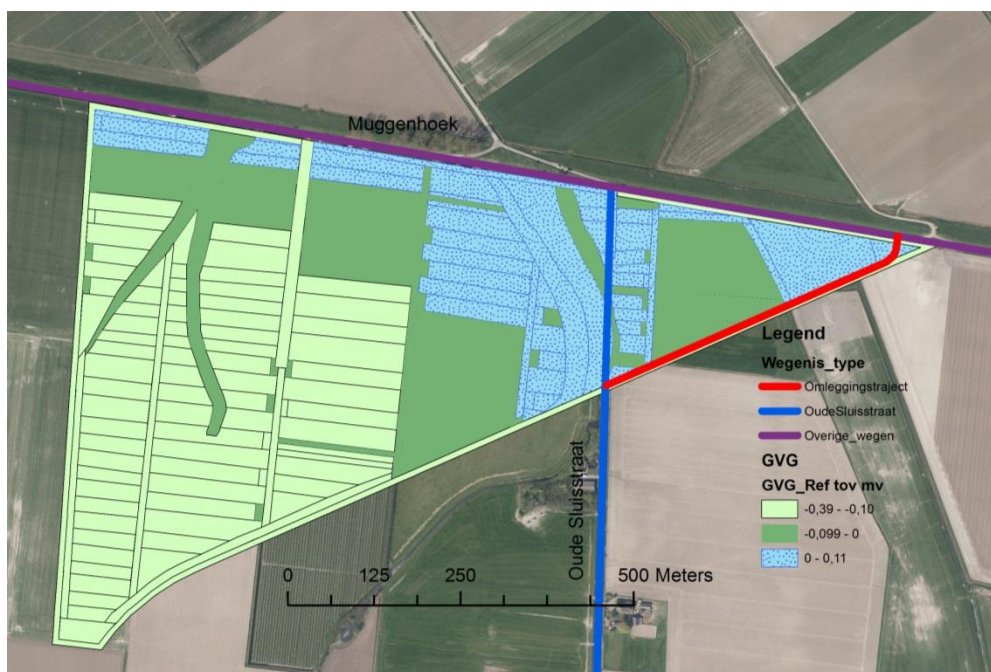 Muggenhoek
Legend
Wegenis_type
Omleggingstraject
OudeSluisstraat
Overige_wegen
GVG
GVG_Ref tov mv
-0,39 - -0,10
-0,099 - 0
0 - 0,11
Oude Sluisstraat
0 125 250 500 Meters